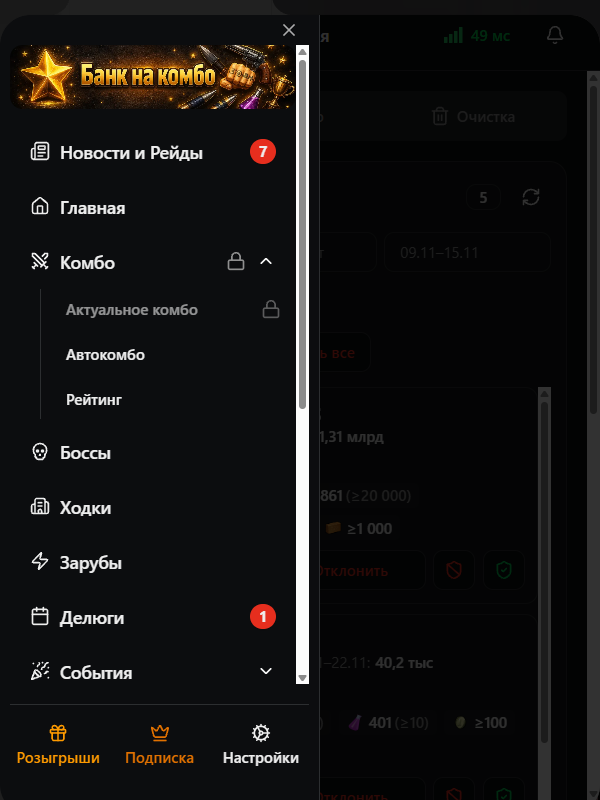 Банк на комбо
49 мс
Новости и Рейды
7
Очистка
Главная
5
Комбо
09.11–15.11
Актуальное комбо
Автокомбо
ь все
Рейтинг
1,31 млрд
Боссы
861 (≥20 000)
Ходки
≥1 000
Зарубы
тклонить
Делюги
1
События
–22.11: 40,2 тыс
401 (≥10)
≥100
Розыгрыши
Подписка
Настройки
тклонить